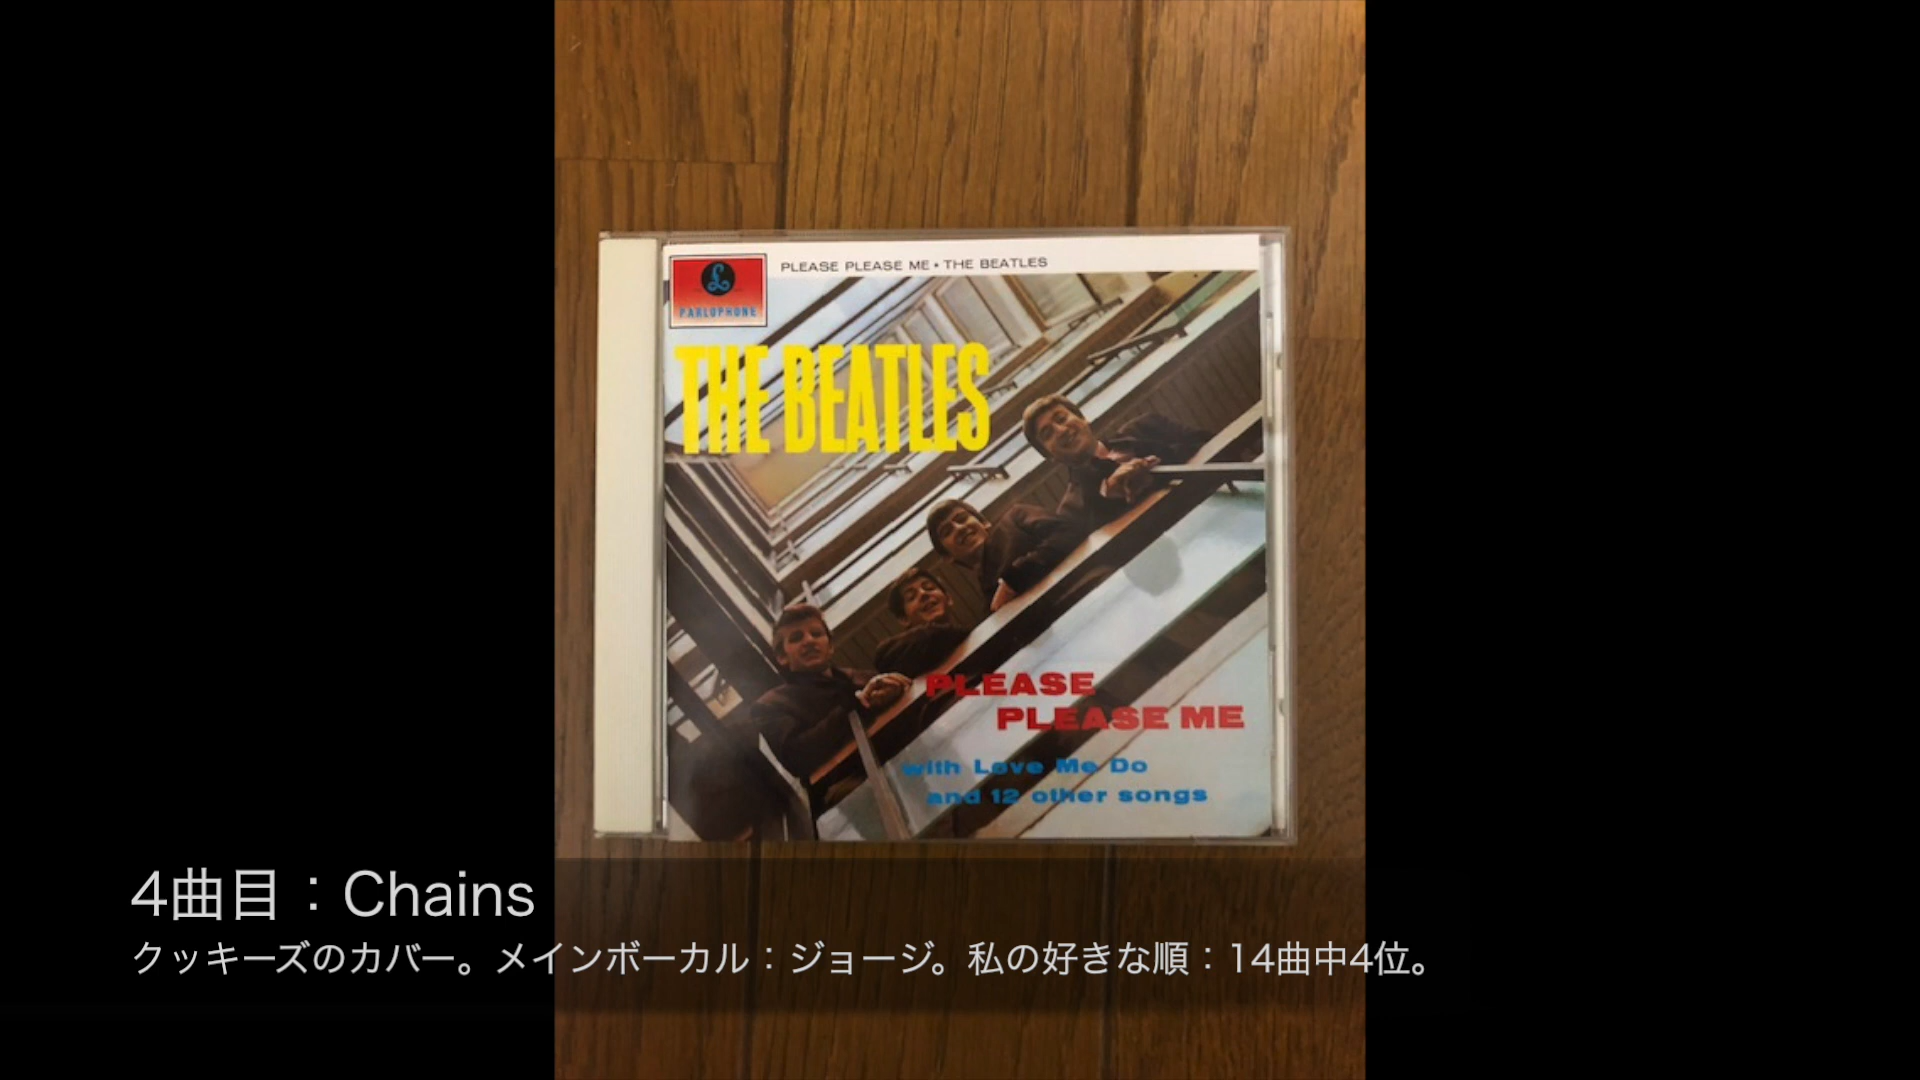 PLEASE PLEASE ME • THE BEATLES
PARLOPHONE
THE BEATLES
PLEASE
PLEASE ME
with Love Me Do
and 12 other songs
4曲目：Chains
クッキーズのカバー。メインボーカル：ジョージ。私の好きな順：14曲中4位。